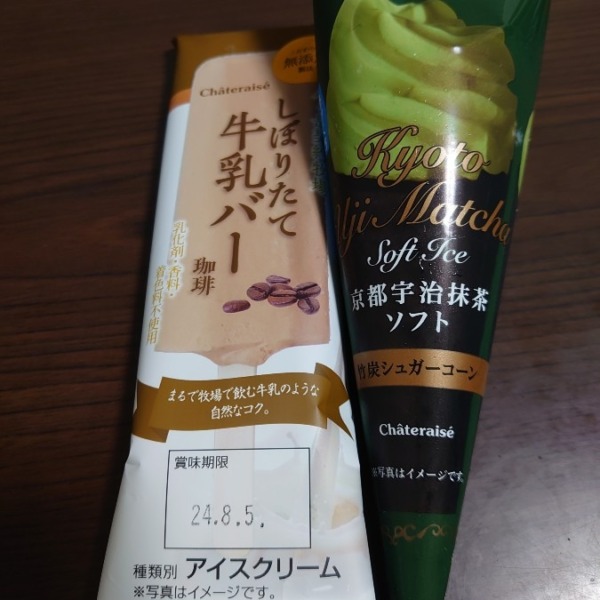 無添加
Châteraisé
しぼりたて
牛乳バー
珈琲
乳化剤・香料・
着色料不使用
まるで牧場で飲む牛乳のような
自然なコク。
賞味期限
24.8.5.
種類別 アイスクリーム
※写真はイメージです。
Kyoto
Uji Matcha
Soft Ice
京都宇治抹茶
ソフト
竹炭シュガーコーン
Châteraisé
※写真はイメージです。